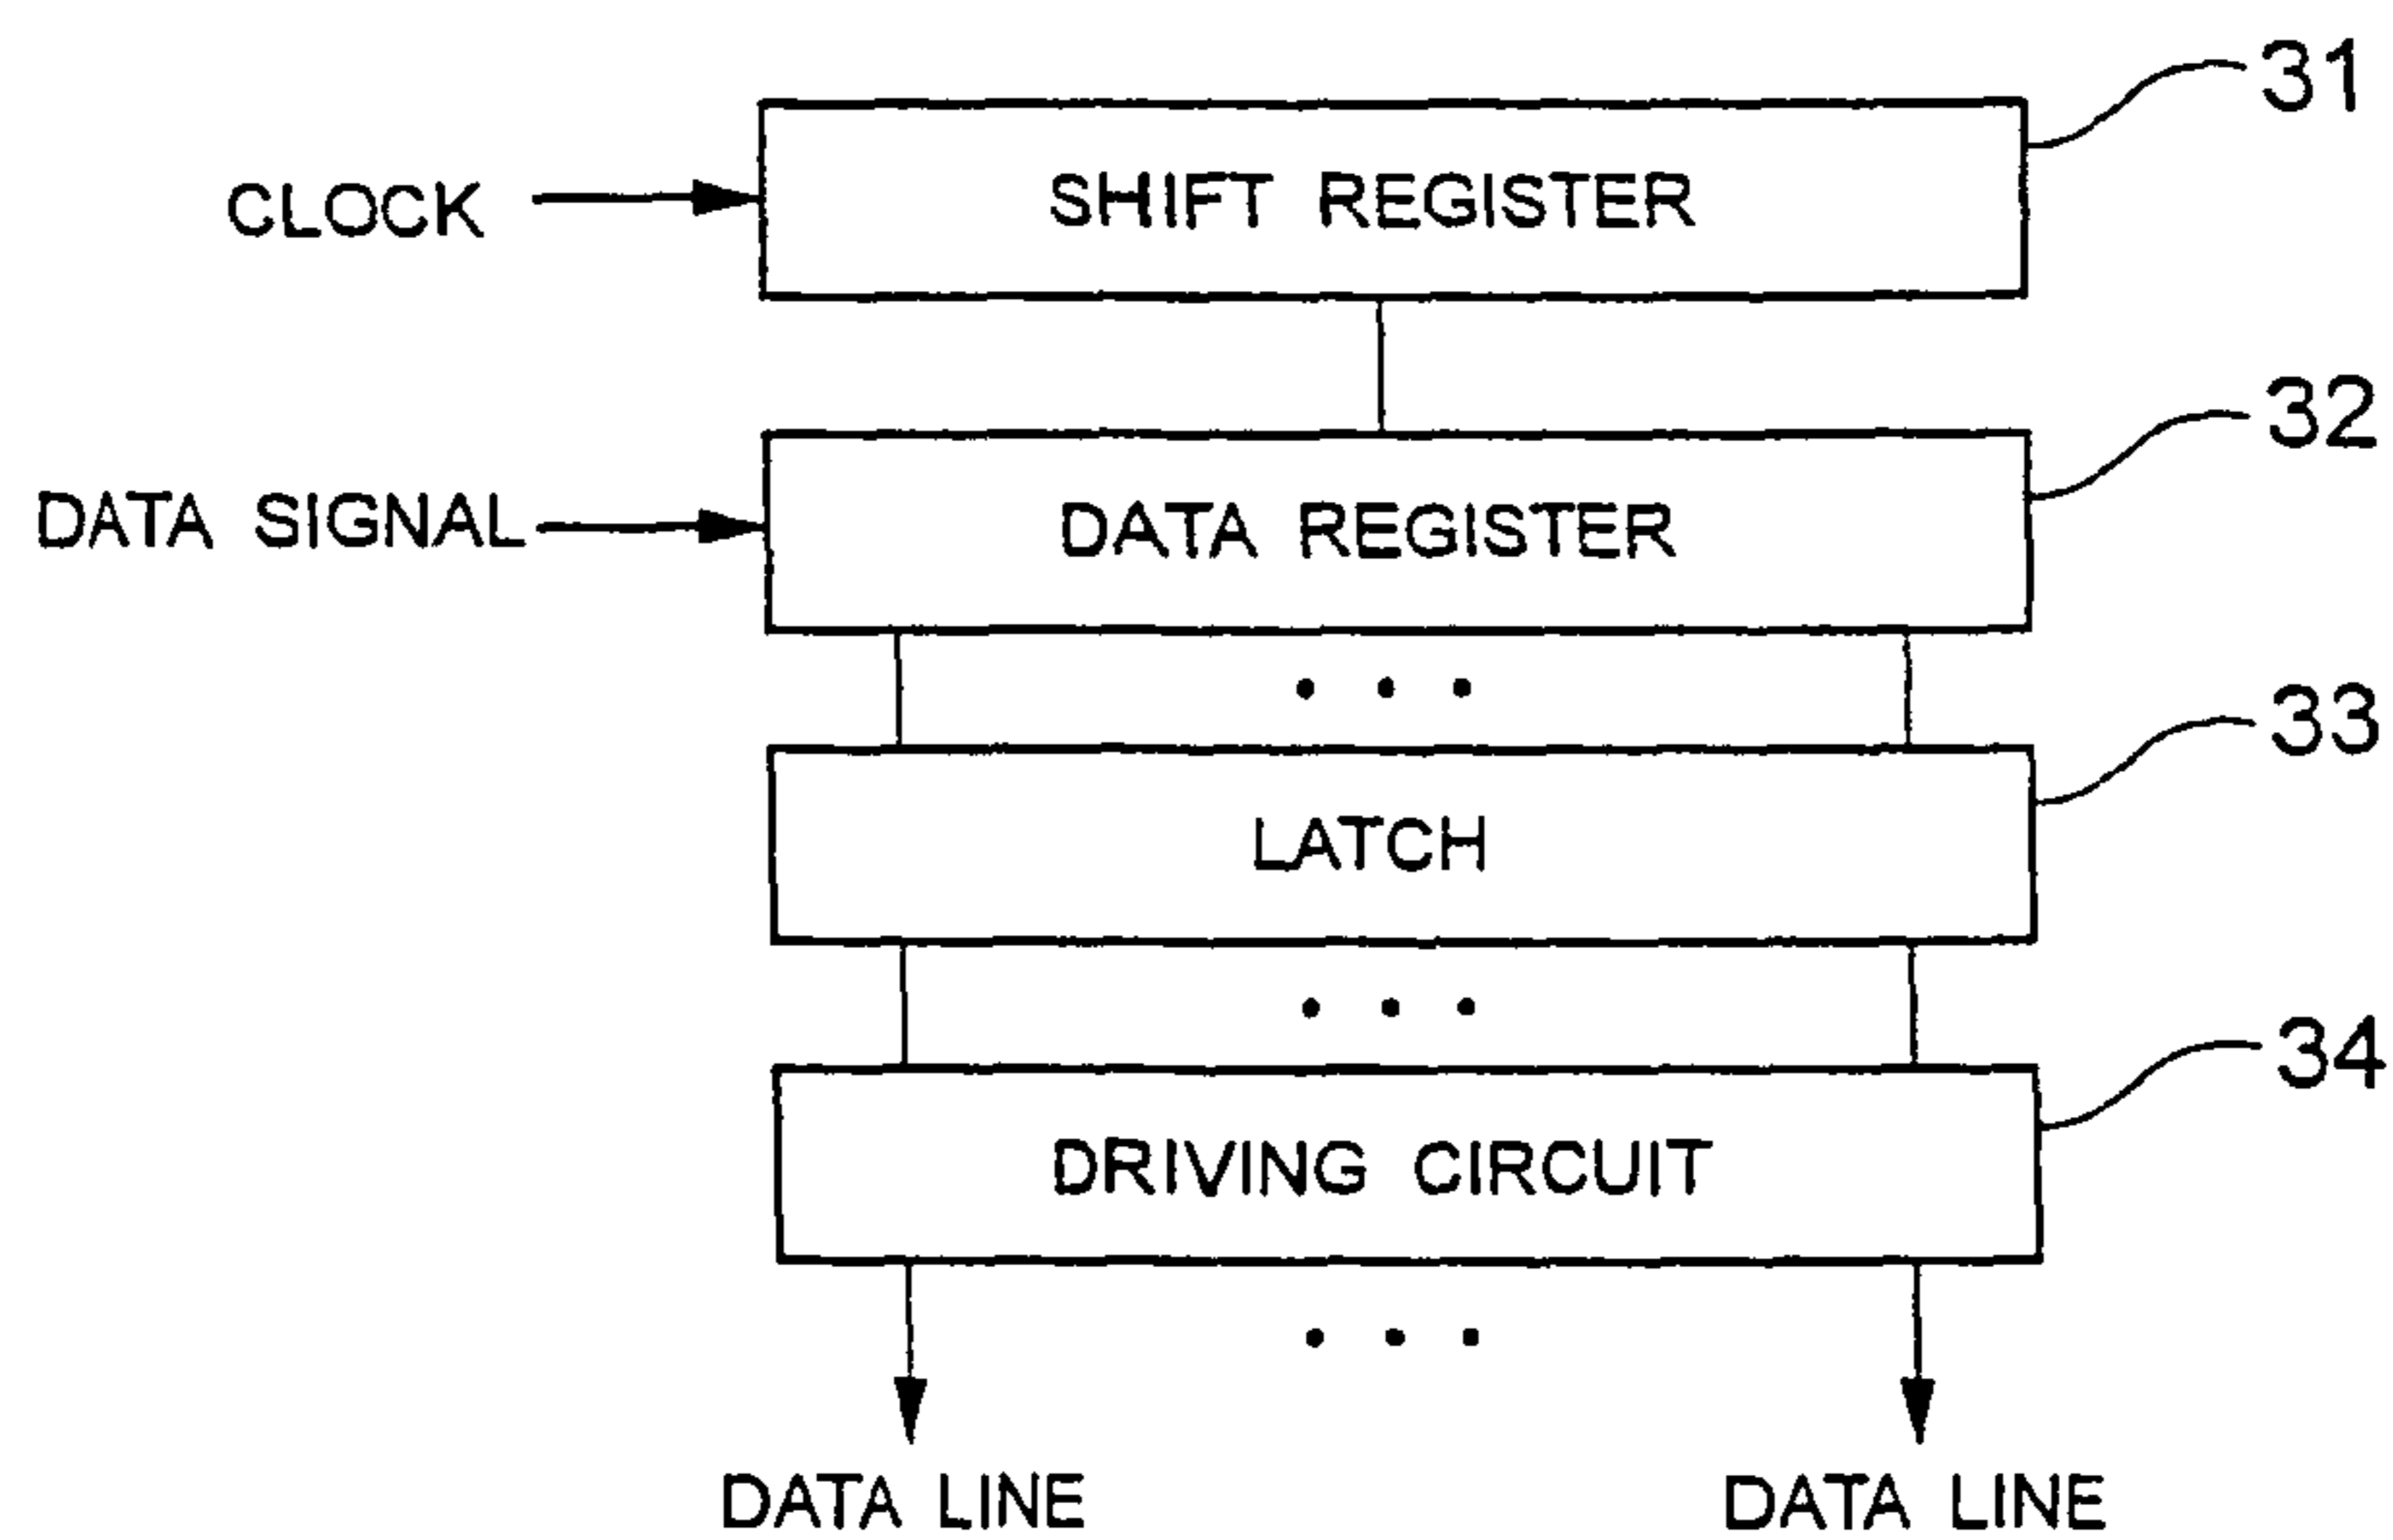 31
CLOCK SHIFT REGISTER
32
DATA SIGNAL DATA REGISTER
33
LATCH
34
DRIVING CIRCUIT
DATA LINE DATA LINE